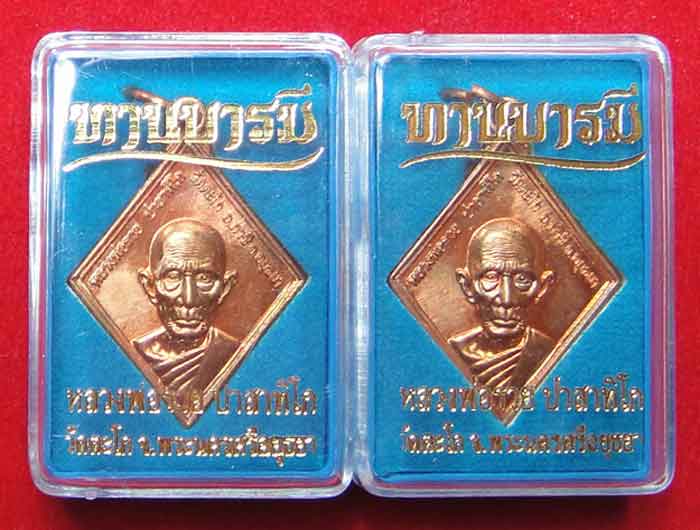 ทานบารมี
หลวงพ่อรวย ปาสาทิโก
วัดตะโก จ.พระนครศรีอยุธยา
ทานบารมี
หลวงพ่อรวย ปาสาทิโก
วัดตะโก จ.พระนครศรีอยุธยา